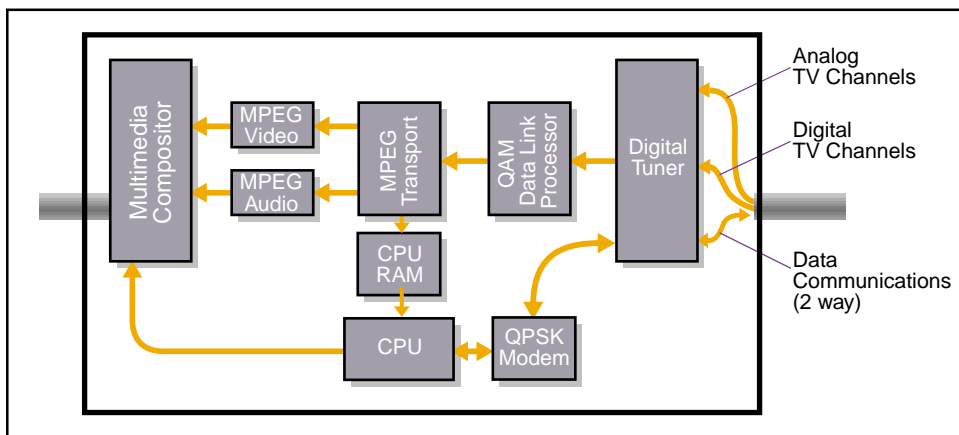 Multimedia
Compositor
MPEG
Video
MPEG
Audio
MPEG
Transport
QAM
Data Link
Processor
Digital
Tuner
CPU
RAM
CPU
QPSK
Modem
Analog
TV Channels
Digital
TV Channels
Data
Communications
(2 way)